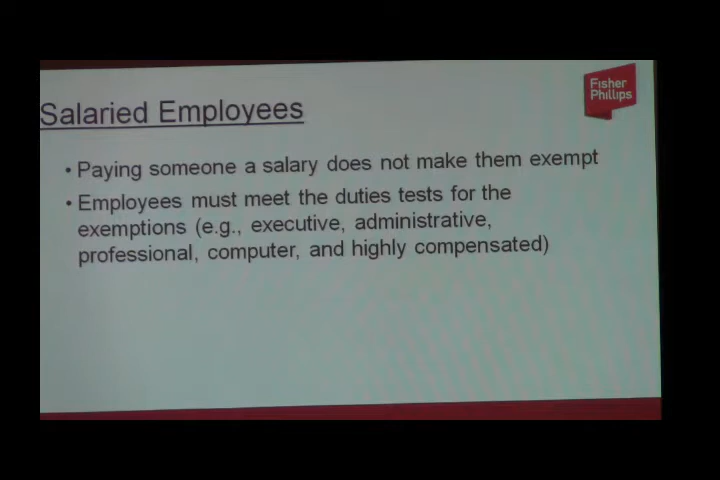 Fisher
Phillips
Salaried Employees
• Paying someone a salary does not make them exempt
• Employees must meet the duties tests for the
exemptions (e.g., executive, administrative,
professional, computer, and highly compensated)